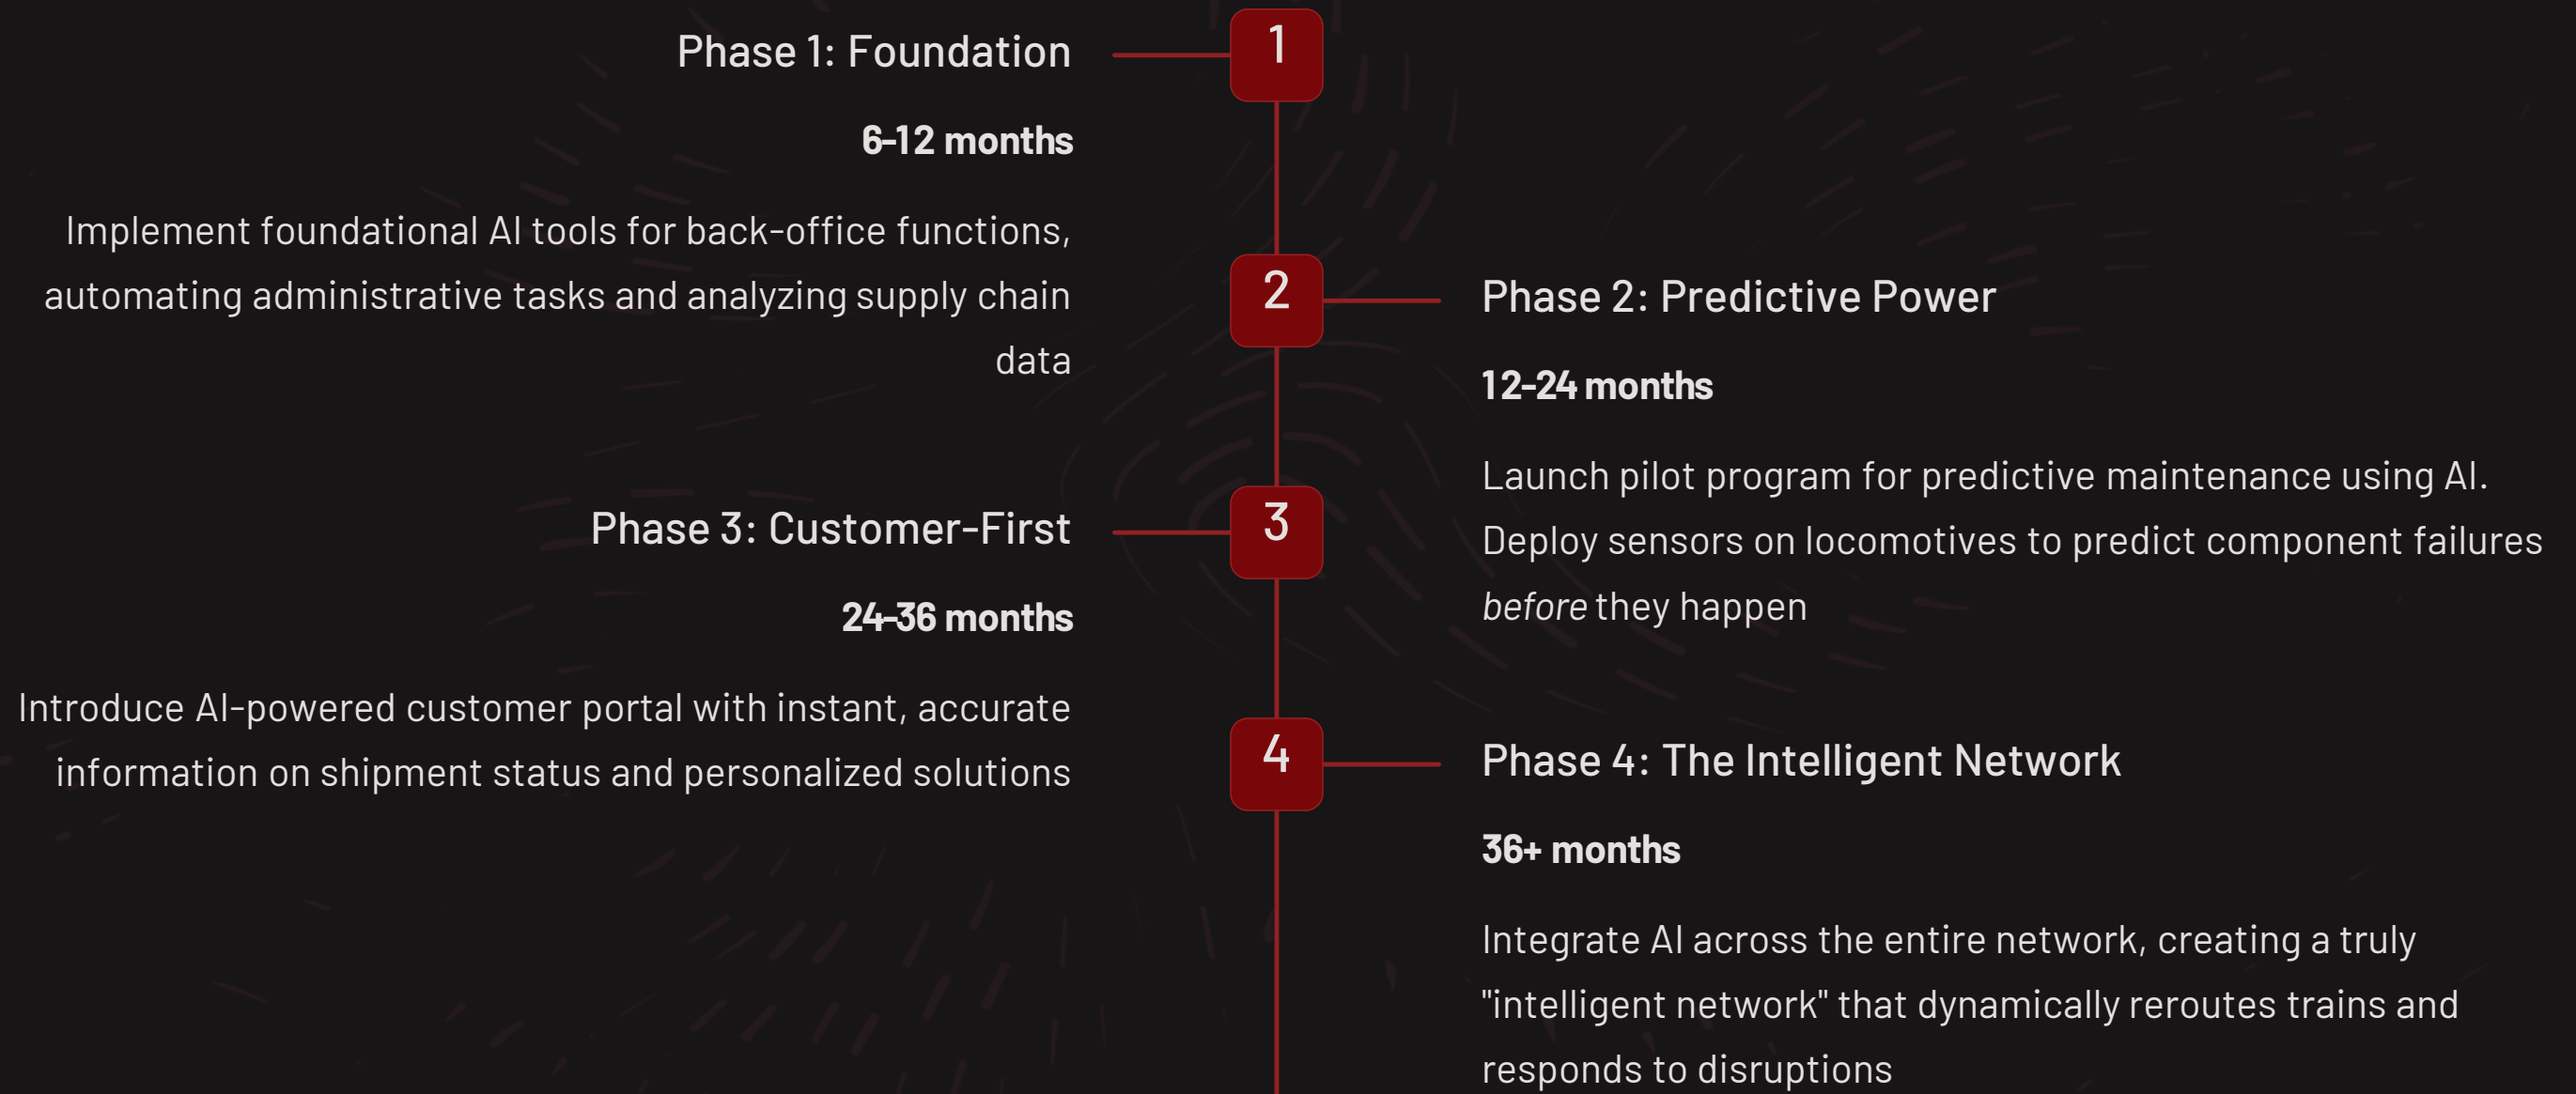 1
Phase 1: Foundation
6-12 months
Implement foundational AI tools for back-office functions,
automating administrative tasks and analyzing supply chain
data
2
Phase 2: Predictive Power
12-24 months
Launch pilot program for predictive maintenance using AI.
Deploy sensors on locomotives to predict component failures
before they happen
3
Phase 3: Customer-First
24-36 months
Introduce AI-powered customer portal with instant, accurate
information on shipment status and personalized solutions
4
Phase 4: The Intelligent Network
36+ months
Integrate AI across the entire network, creating a truly
"intelligent network" that dynamically reroutes trains and
responds to disruptions